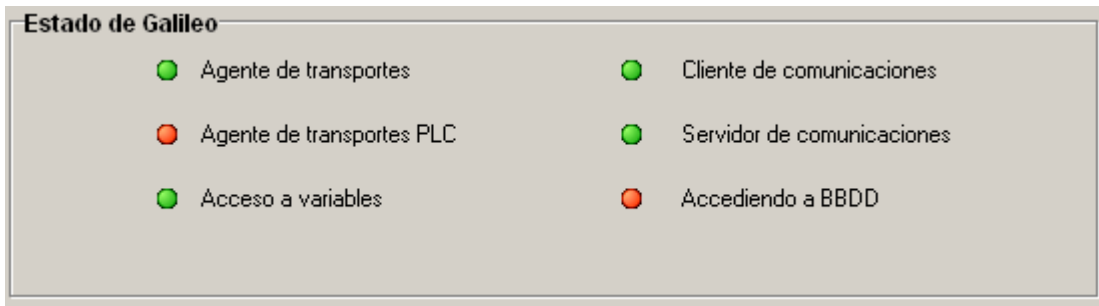 Estado de Galileo
Agente de transportes
Cliente de comunicaciones
Agente de transportes PLC
Servidor de comunicaciones
Acceso a variables
Accediendo a BBDD